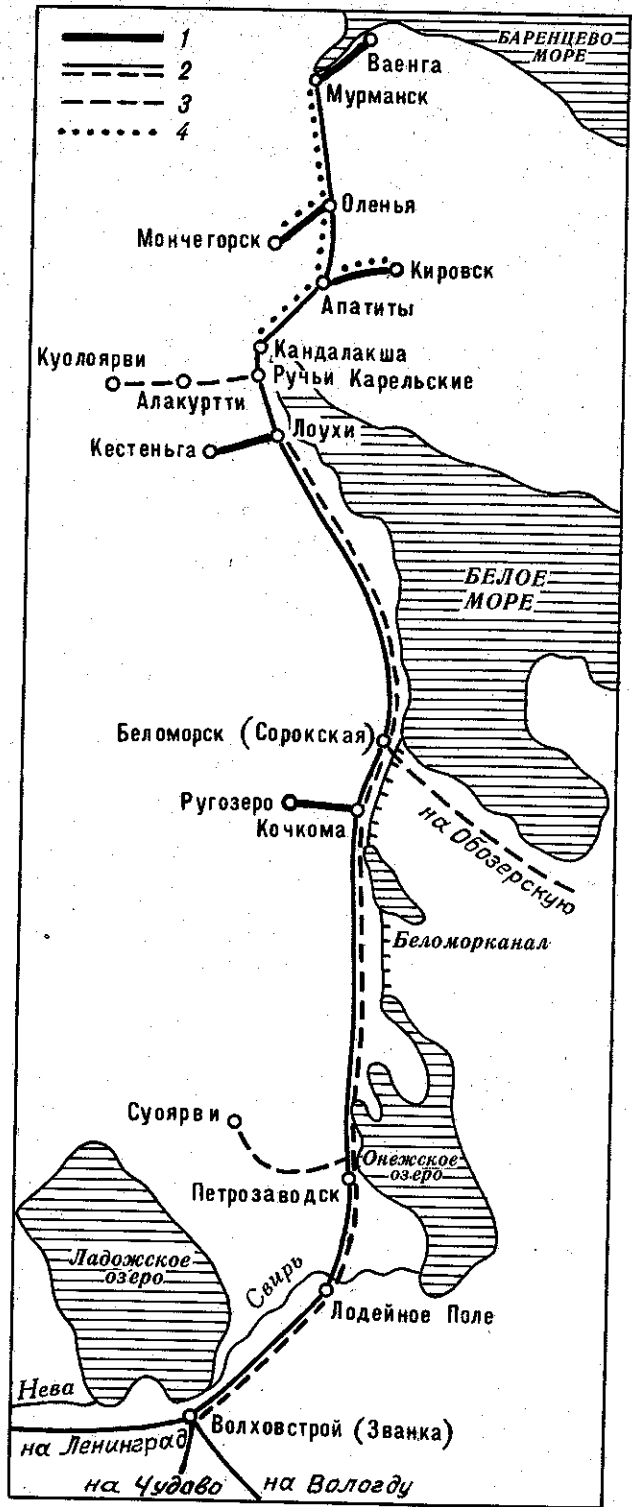 1
БАРЕНЦЕВО
МОРЕ
2
Ваенга
3
Мурманск
4
Оленья
Мончегорск
Кировск
Апатиты
Кандалакша
Куолоярви
Ручьи Карельские
Алакуртти
Лоухи
Кестеньга
БЕЛОЕ
МОРЕ
Беломорск (Сорокская)
Ругозеро
Кочкома
на Обозерскую
Беломорканал
Суоярви
Онежское
озеро
Петрозаводск
Ладожское
озеро
Свирь
Лодейное Поле
Нева
Волховстрой (Званка)
на Ленинград
на Чудово
на Вологду